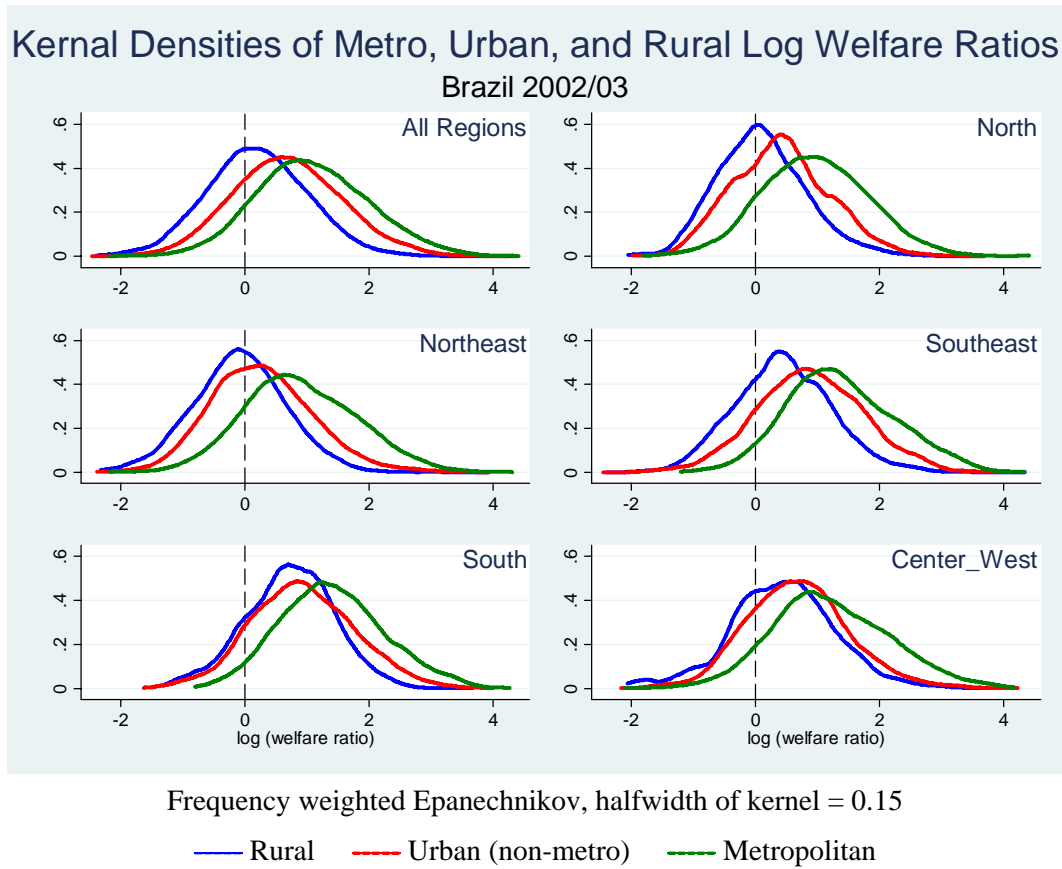 Kernal Densities of Metro, Urban, and Rural Log Welfare Ratios
Brazil 2002/03
All Regions
0 .2 .4 .6
-2 0 2 4
North
0 .2 .4 .6
-2 0 2 4
Northeast
0 .2 .4 .6
-2 0 2 4
Southeast
0 .2 .4 .6
-2 0 2 4
South
0 .2 .4 .6
-2 0 2 4
log (welfare ratio)
Center_West
0 .2 .4 .6
-2 0 2 4
log (welfare ratio)
Frequency weighted Epanechnikov, halfwidth of kernel = 0.15
Rural Urban (non-metro) Metropolitan